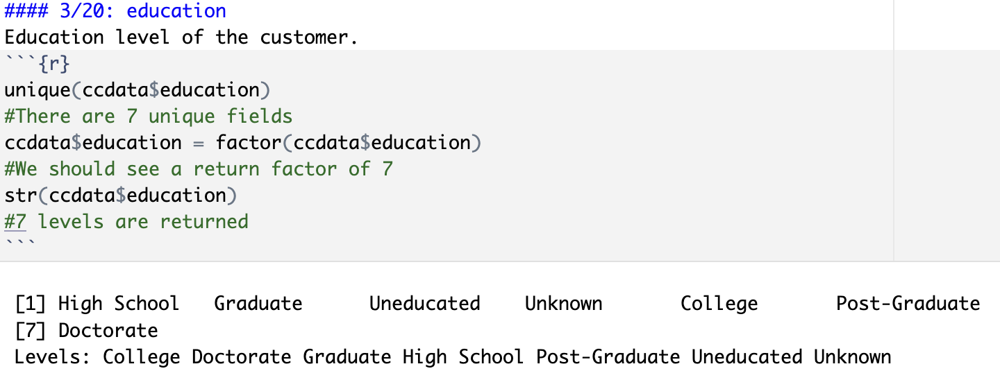 #### 3/20: education
Education level of the customer.
```{r}
unique(ccdata$education)
#There are 7 unique fields
ccdata$education = factor(ccdata$education)
#We should see a return factor of 7
str(ccdata$education)
#7 levels are returned
```
[1] High School   Graduate      Uneducated    Unknown       College       Post-Graduate
[7] Doctorate
Levels: College Doctorate Graduate High School Post-Graduate Uneducated Unknown